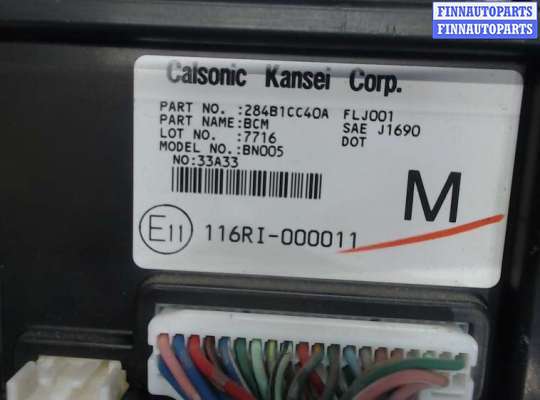 FINNAUTOPARTS
FINNAUTOPARTS
Calsonic Kansei Corp.
PART NO. :284B1CC40A FLJ001
PART NAME:BCM SAE J1690
LOT NO. :7716 DOT
MODEL NO.:BN005
NO:33A33
M
E11 116RI-000011